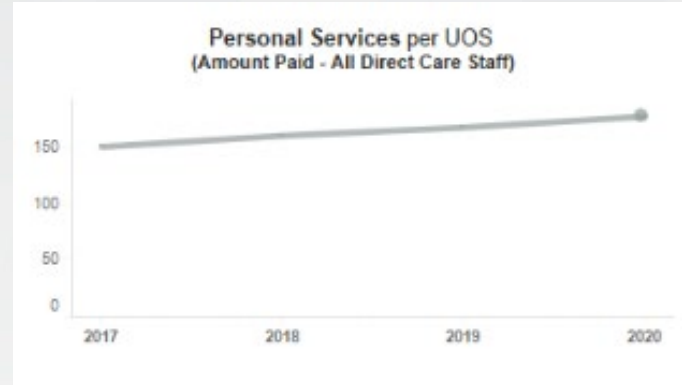 Personal Services per UOS
(Amount Paid - All Direct Care Staff)
150
100
50
0
2017 2018 2019 2020